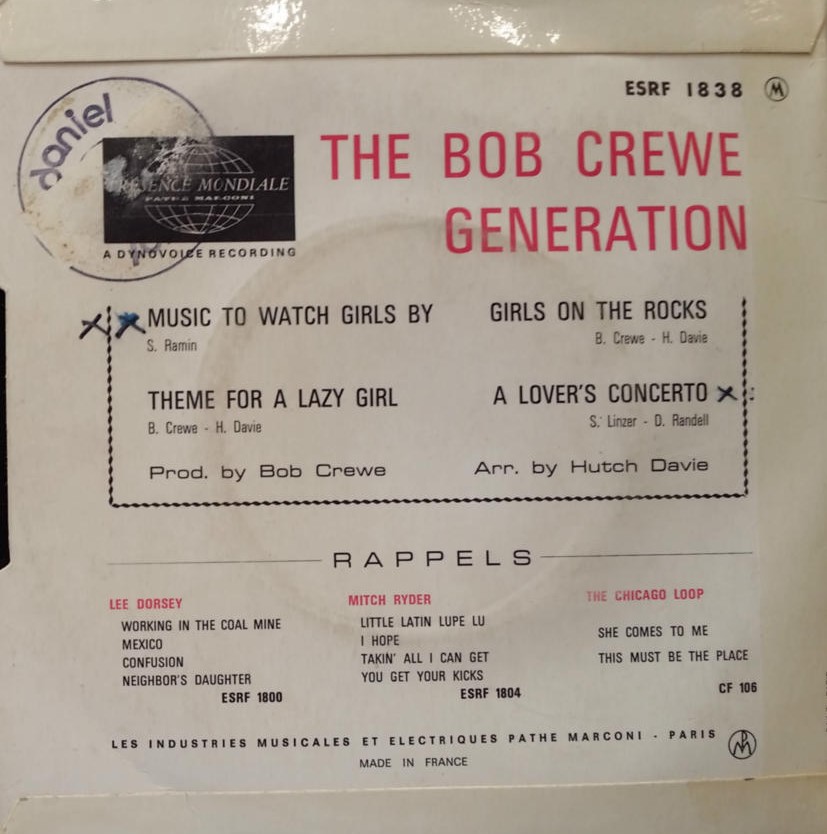 ESRF 1838 M
daniel
PRESENCE MONDIALE
PATHE MARCONI
A DYNOVOICE RECORDING
THE BOB CREWE
GENERATION
MUSIC TO WATCH GIRLS BY
S. Ramin
THEME FOR A LAZY GIRL
B. Crewe - H. Davie
Prod. by Bob Crewe
GIRLS ON THE ROCKS
B. Crewe - H. Davie
A LOVER'S CONCERTO
S. Linzer - D. Randell
Arr. by Hutch Davie
RAPPELS
LEE DORSEY
WORKING IN THE COAL MINE
MEXICO
CONFUSION
NEIGHBOR'S DAUGHTER
ESRF 1800
MITCH RYDER
LITTLE LATIN LUPE LU
I HOPE
TAKIN' ALL I CAN GET
YOU GET YOUR KICKS
ESRF 1804
THE CHICAGO LOOP
SHE COMES TO ME
THIS MUST BE THE PLACE
CF 106
LES INDUSTRIES MUSICALES ET ELECTRIQUES PATHE MARCONI - PARIS
MADE IN FRANCE